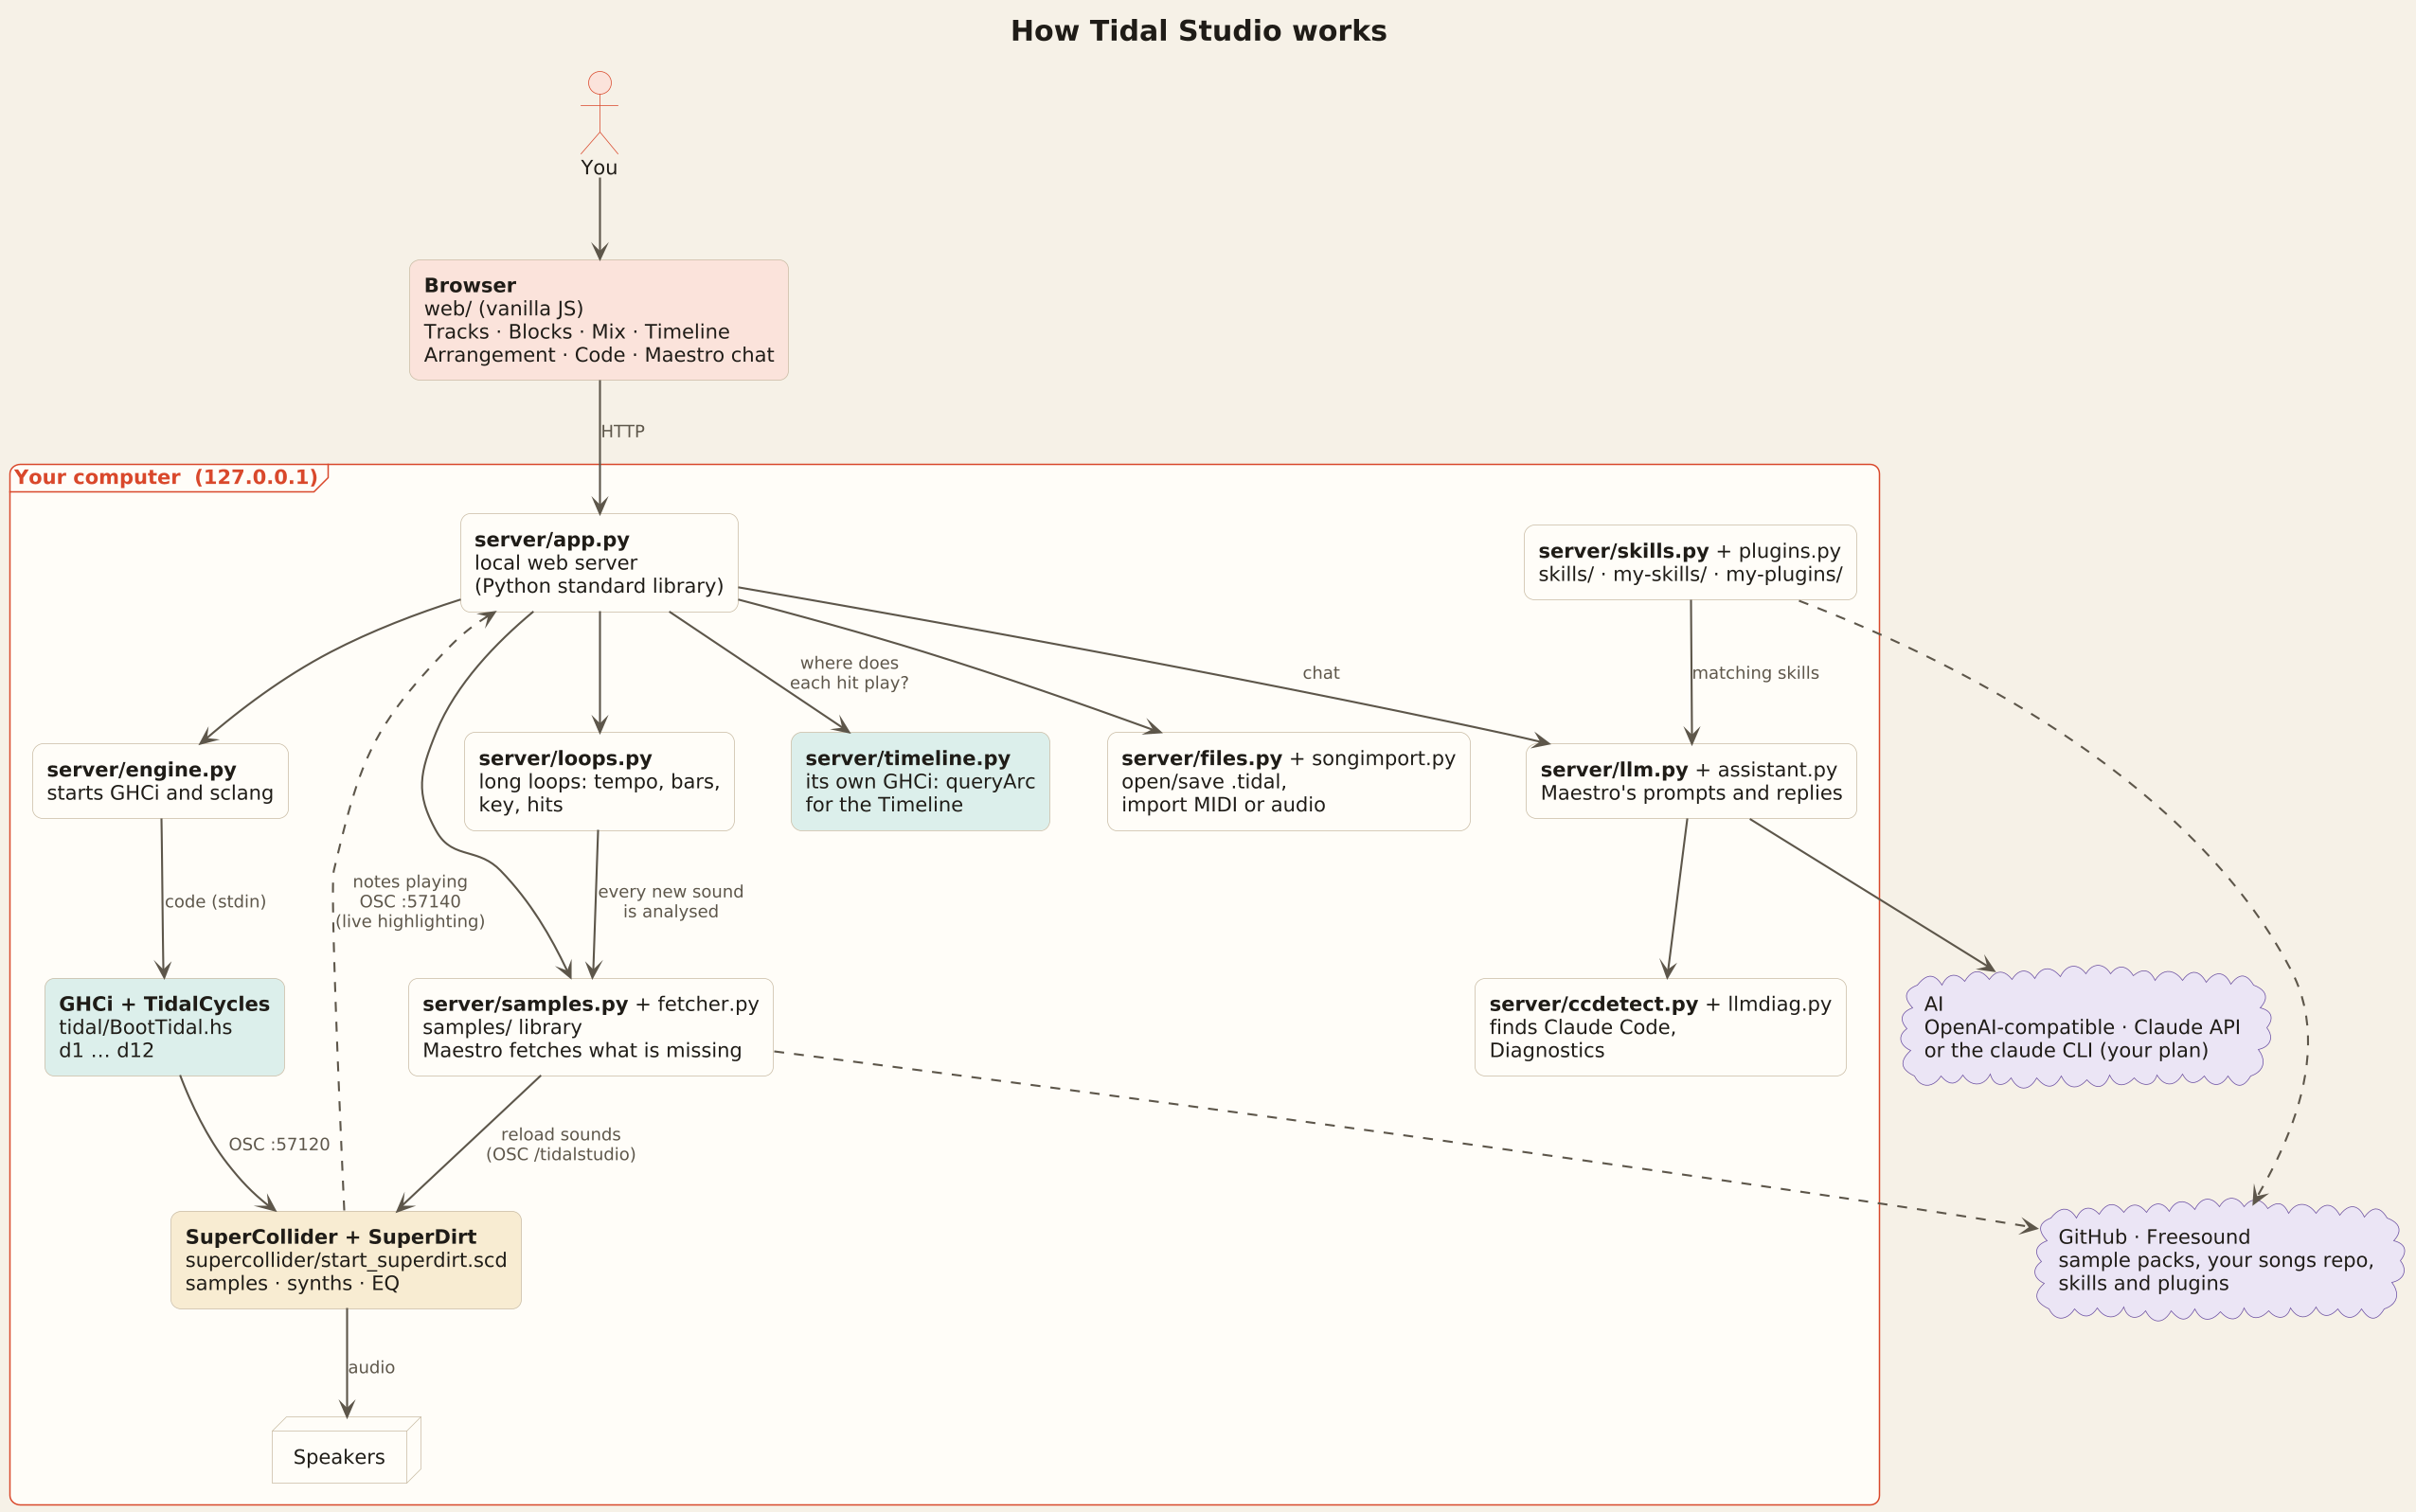 How Tidal Studio works
You
Browser
web/ (vanilla JS)
Tracks · Blocks · Mix · Timeline
Arrangement · Code · Maestro chat
HTTP
Your computer  (127.0.0.1)
server/app.py
local web server
(Python standard library)
server/skills.py + plugins.py
skills/ · my-skills/ · my-plugins/
where does
each hit play?
chat
matching skills
server/engine.py
starts GHCi and sclang
server/loops.py
long loops: tempo, bars,
key, hits
server/timeline.py
its own GHCi: queryArc
for the Timeline
server/files.py + songimport.py
open/save .tidal,
import MIDI or audio
server/llm.py + assistant.py
Maestro's prompts and replies
code (stdin)
notes playing
OSC :57140
(live highlighting)
every new sound
is analysed
GHCi + TidalCycles
tidal/BootTidal.hs
d1 ... d12
server/samples.py + fetcher.py
samples/ library
Maestro fetches what is missing
server/ccdetect.py + llmdiag.py
finds Claude Code,
Diagnostics
AI
OpenAI-compatible · Claude API
or the claude CLI (your plan)
OSC :57120
reload sounds
(OSC /tidalstudio)
SuperCollider + SuperDirt
supercollider/start_superdirt.scd
samples · synths · EQ
GitHub · Freesound
sample packs, your songs repo,
skills and plugins
audio
Speakers